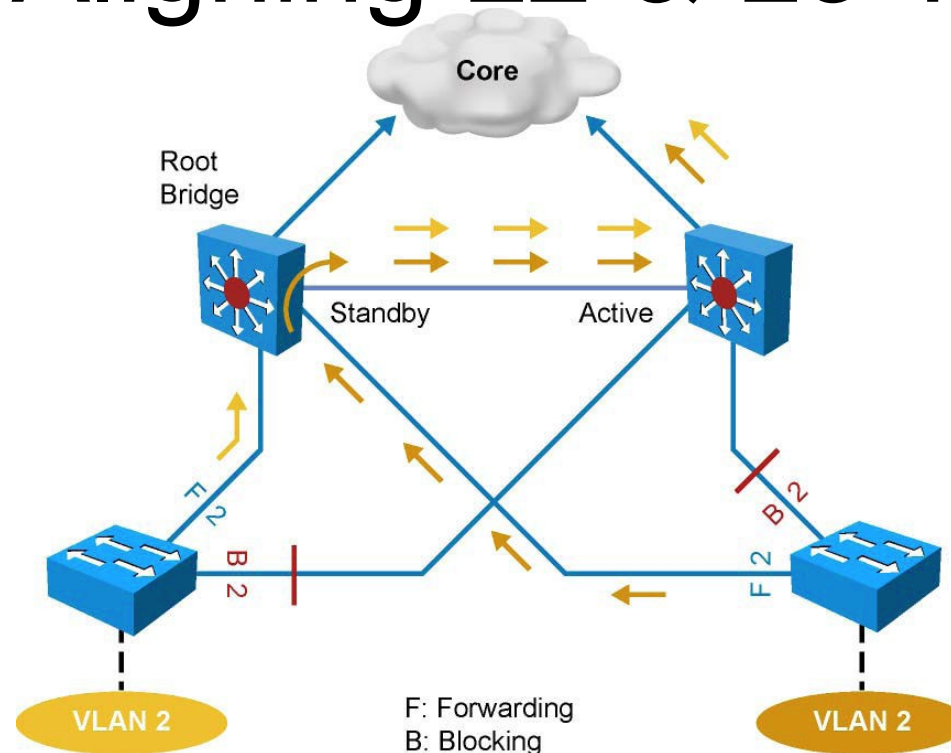 Core
Root
Bridge
Standby
Active
F 2
B 2
F 2
B 2
VLAN 2
F: Forwarding
B: Blocking
VLAN 2